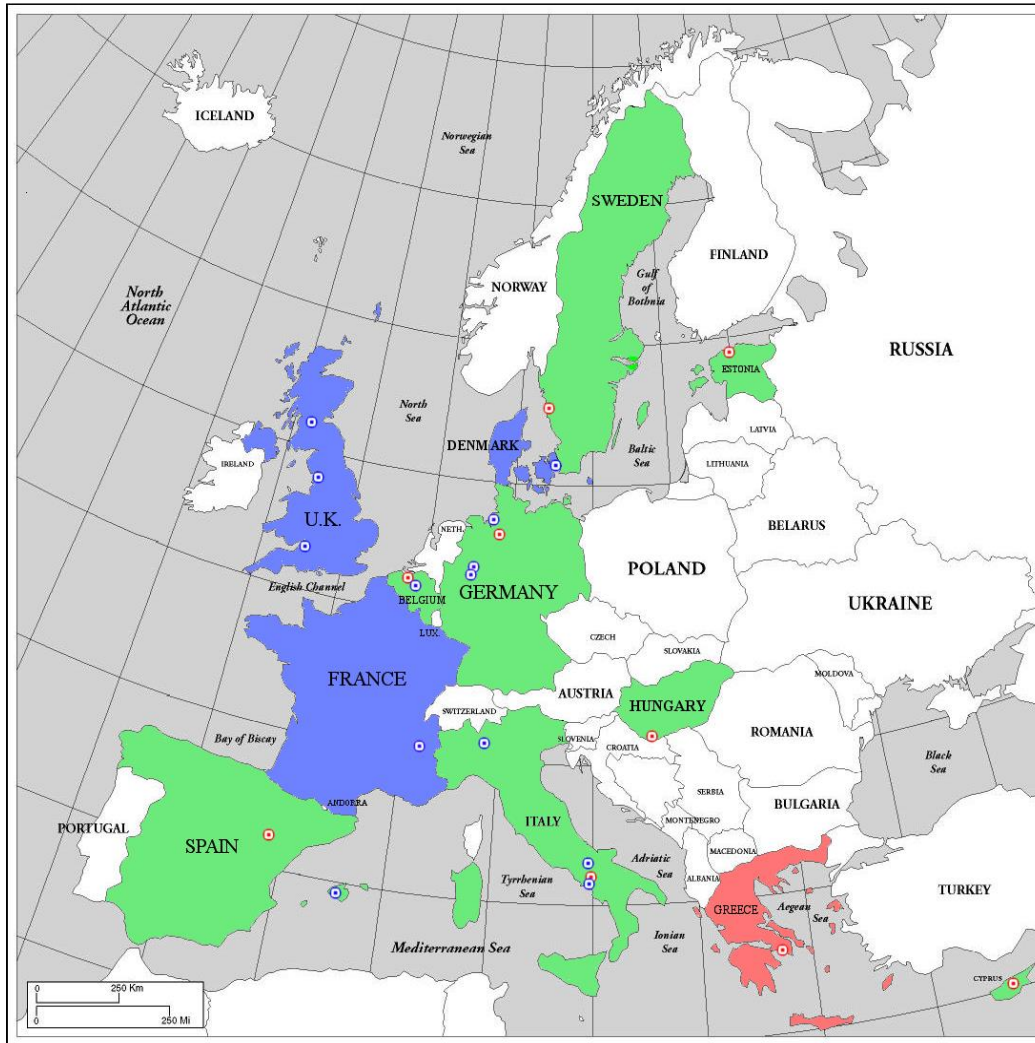 ICELAND
Norwegian
Sea
SWEDEN
FINLAND
NORWAY
Gulf
of
Bothnia
North
Atlantic
Ocean
RUSSIA
ESTONIA
North
Sea
LATVIA
DENMARK
Baltic
Sea
IRELAND
LITHUANIA
U.K.
NETH.
BELARUS
POLAND
English Channel
BELGIUM
GERMANY
UKRAINE
LUX.
CZECH
SLOVAKIA
FRANCE
MOLDOVA
AUSTRIA
HUNGARY
SWITZERLAND
ROMANIA
Bay of Biscay
SLOVENIA
CROATIA
Black
Sea
SERBIA
ANDORRA
BULGARIA
ITALY
MONTENEGRO
PORTUGAL
SPAIN
MACEDONIA
Adriatic
Sea
ALBANIA
Tyrrhenian
Sea
TURKEY
GREECE
Aegean
Sea
Ionian
Sea
Mediterranean Sea
CYPRUS
0 250 Km
0 250 Mi